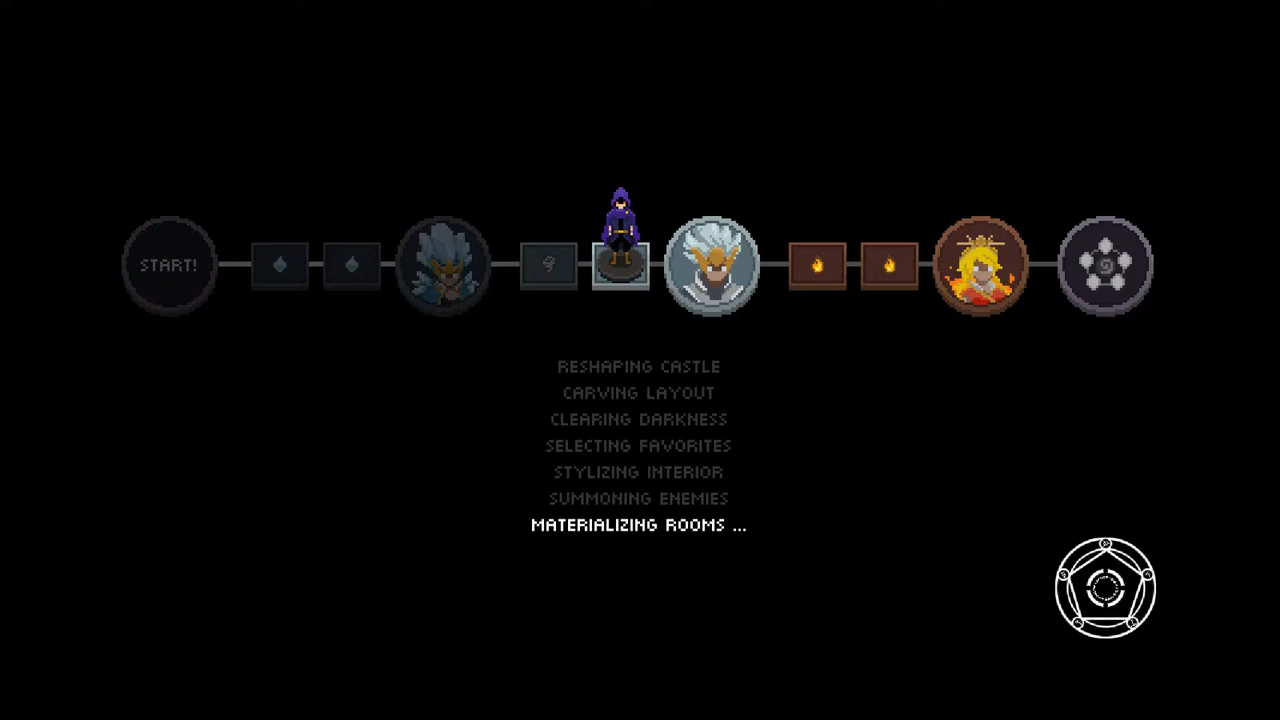 START!
RESHAPING CASTLE
CARVING LAYOUT
CLEARING DARKNESS
SELECTING FAVORITES
STYLIZING INTERIOR
SUMMONING ENEMIES
MATERIALIZING ROOMS ...